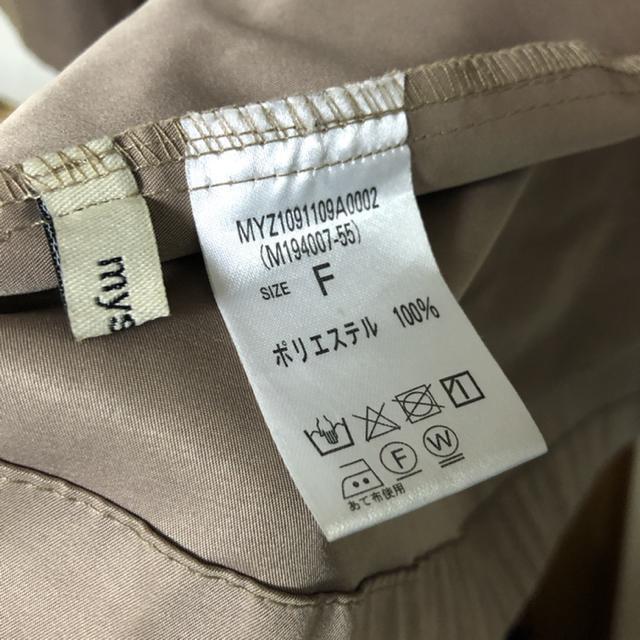 MYZ1091109A0002
(M194007-55)
SIZE F
ポリエステル 100%
F W
あて布使用
mys